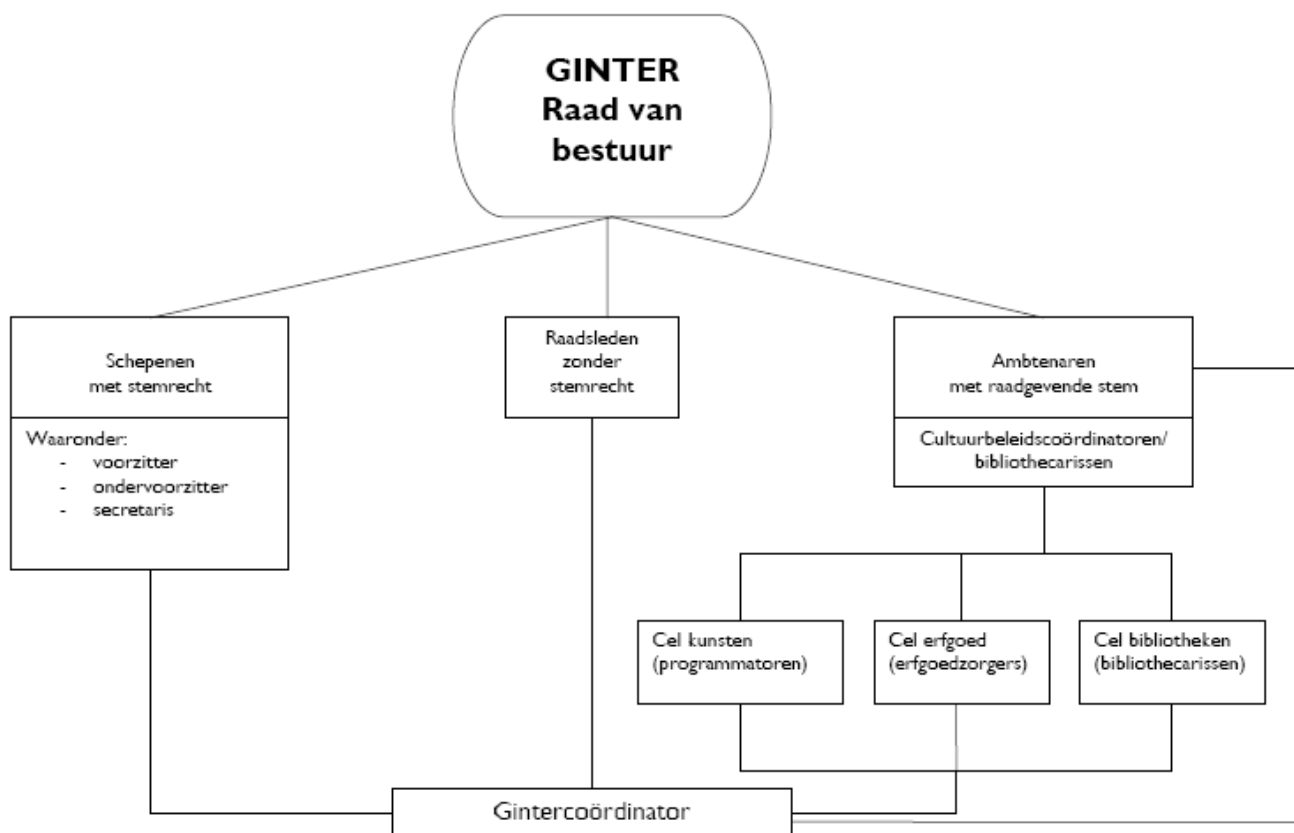 GINTER
Raad van
bestuur
Schepenen
met stemrecht
Waaronder:
- voorzitter
- ondervoorzitter
- secretaris
Raadsleden
zonder
stemrecht
Ambtenaren
met raadgevende stem
Cultuurbeleidscoördinatoren/
bibliothecarissen
Cel kunsten
(programmatoren)
Cel erfgoed
(erfgoedzorgers)
Cel bibliotheken
(bibliothecarissen)
Gintercoördinator